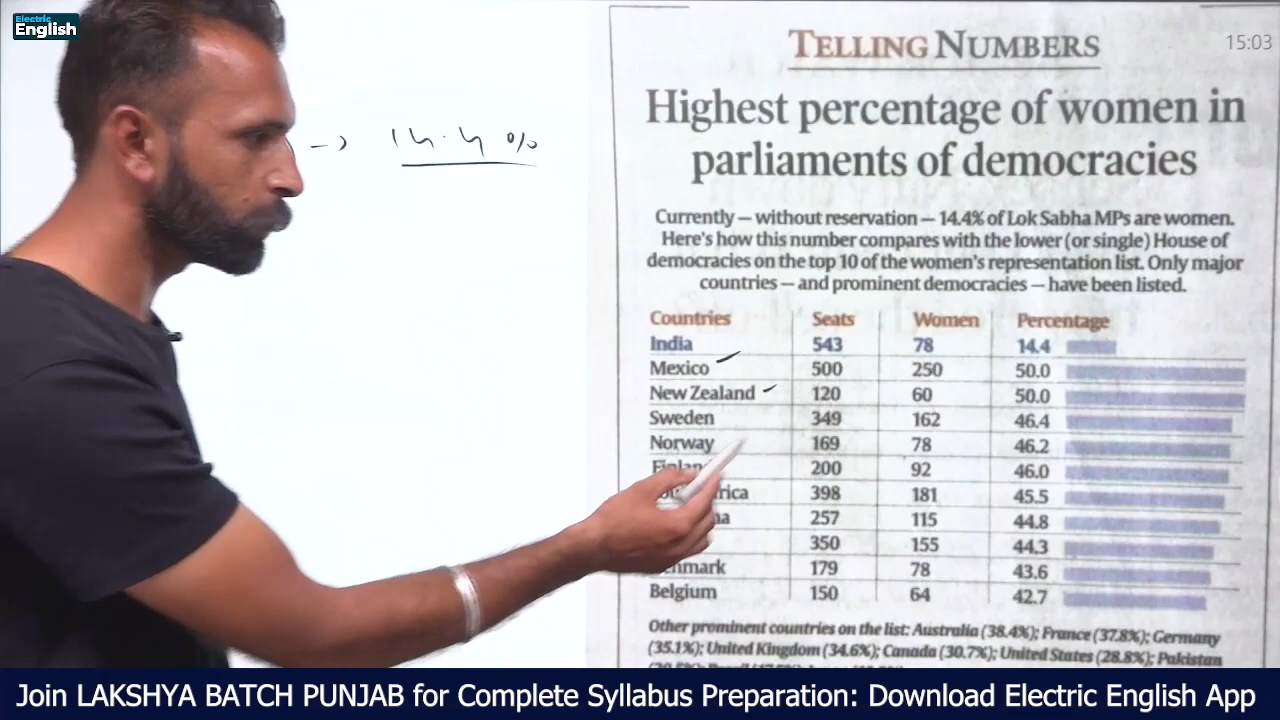 Electric
English
15:03
→ 14.4 %
TELLING NUMBERS
Highest percentage of women in
parliaments of democracies
Currently — without reservation — 14.4% of Lok Sabha MPs are women.
Here's how this number compares with the lower (or single) House of
democracies on the top 10 of the women's representation list. Only major
countries — and prominent democracies — have been listed.
Countries Seats Women Percentage
India 543 78 14.4
Mexico 500 250 50.0
New Zealand 120 60 50.0
Sweden 349 162 46.4
Norway 169 78 46.2
200 92 46.0
398 181 45.5
257 115 44.8
350 155 44.3
179 78 43.6
Belgium 150 64 42.7
Other prominent countries on the list: Australia (38.4%); France (37.8%); Germany
(35.1%); United Kingdom (34.6%); Canada (30.7%); United States (28.8%); Pakistan
Join LAKSHYA BATCH PUNJAB for Complete Syllabus Preparation: Download Electric English App